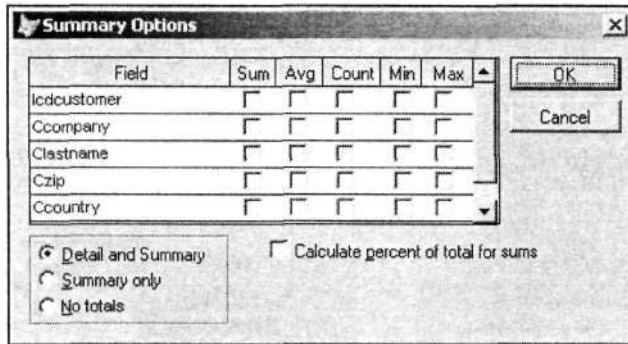 Summary Options
Field Sum Avg Count Min Max
Icdcustomer
Ccompany
Clastname
Czip
Ccountry
OK
Cancel
Detail and Summary
Summary only
No totals
Calculate percent of total for sums